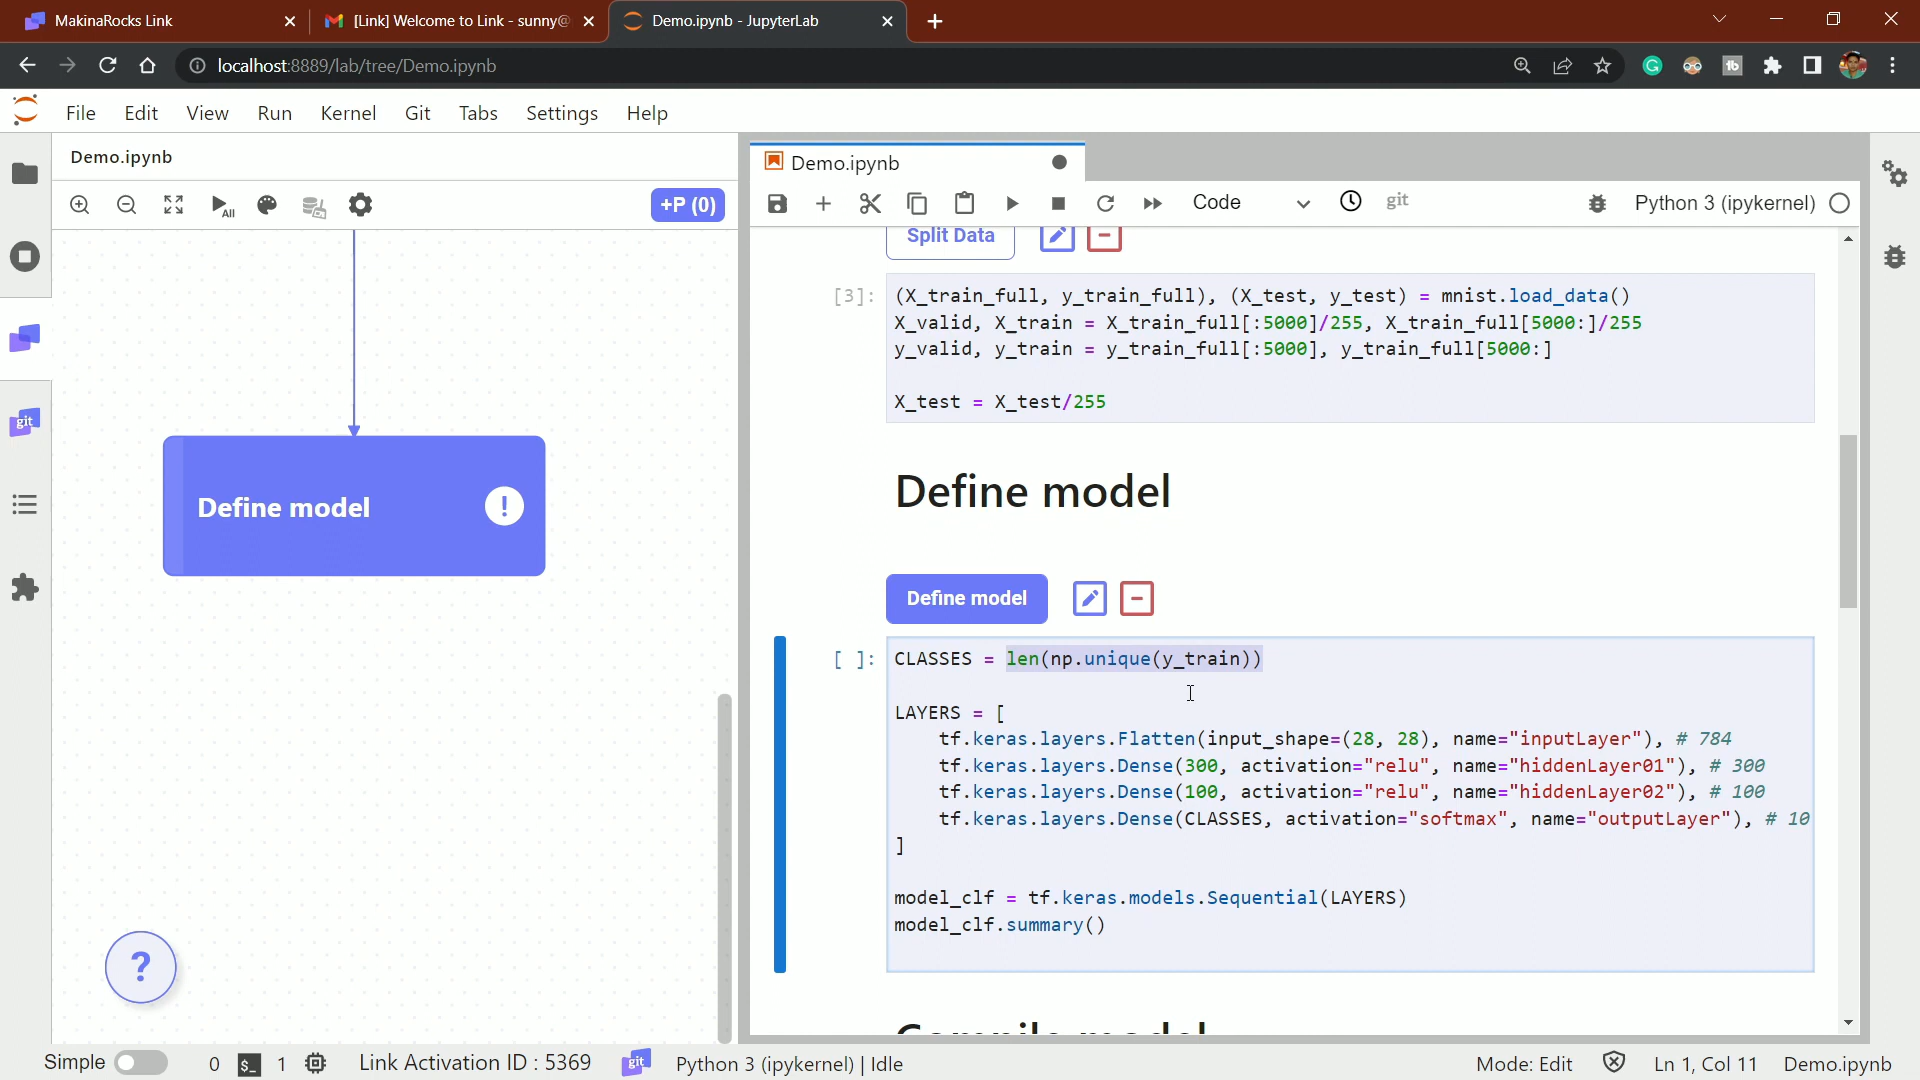 MakinaRocks Link
[Link] Welcome to Link - sunny@
Demo.ipynb - JupyterLab
localhost:8889/lab/tree/Demo.ipynb
File Edit View Run Kernel Git Tabs Settings Help
Demo.ipynb
All
+P (0)
Define model
!
?
Demo.ipynb
Code
git
Python 3 (ipykernel)
Split Data
[3]: (X_train_full, y_train_full), (X_test, y_test) = mnist.load_data()
X_valid, X_train = X_train_full[:5000]/255, X_train_full[5000:]/255
y_valid, y_train = y_train_full[:5000], y_train_full[5000:]
X_test = X_test/255
Define model
Define model
[ ]: CLASSES = len(np.unique(y_train))
LAYERS = [
tf.keras.layers.Flatten(input_shape=(28, 28), name="inputLayer"), # 784
tf.keras.layers.Dense(300, activation="relu", name="hiddenLayer01"), # 300
tf.keras.layers.Dense(100, activation="relu", name="hiddenLayer02"), # 100
tf.keras.layers.Dense(CLASSES, activation="softmax", name="outputLayer"), # 10
]
model_clf = tf.keras.models.Sequential(LAYERS)
model_clf.summary()
Compile model
git
Simple 0 $_ 1 Link Activation ID : 5369 git Python 3 (ipykernel) | Idle Mode: Edit Ln 1, Col 11 Demo.ipynb